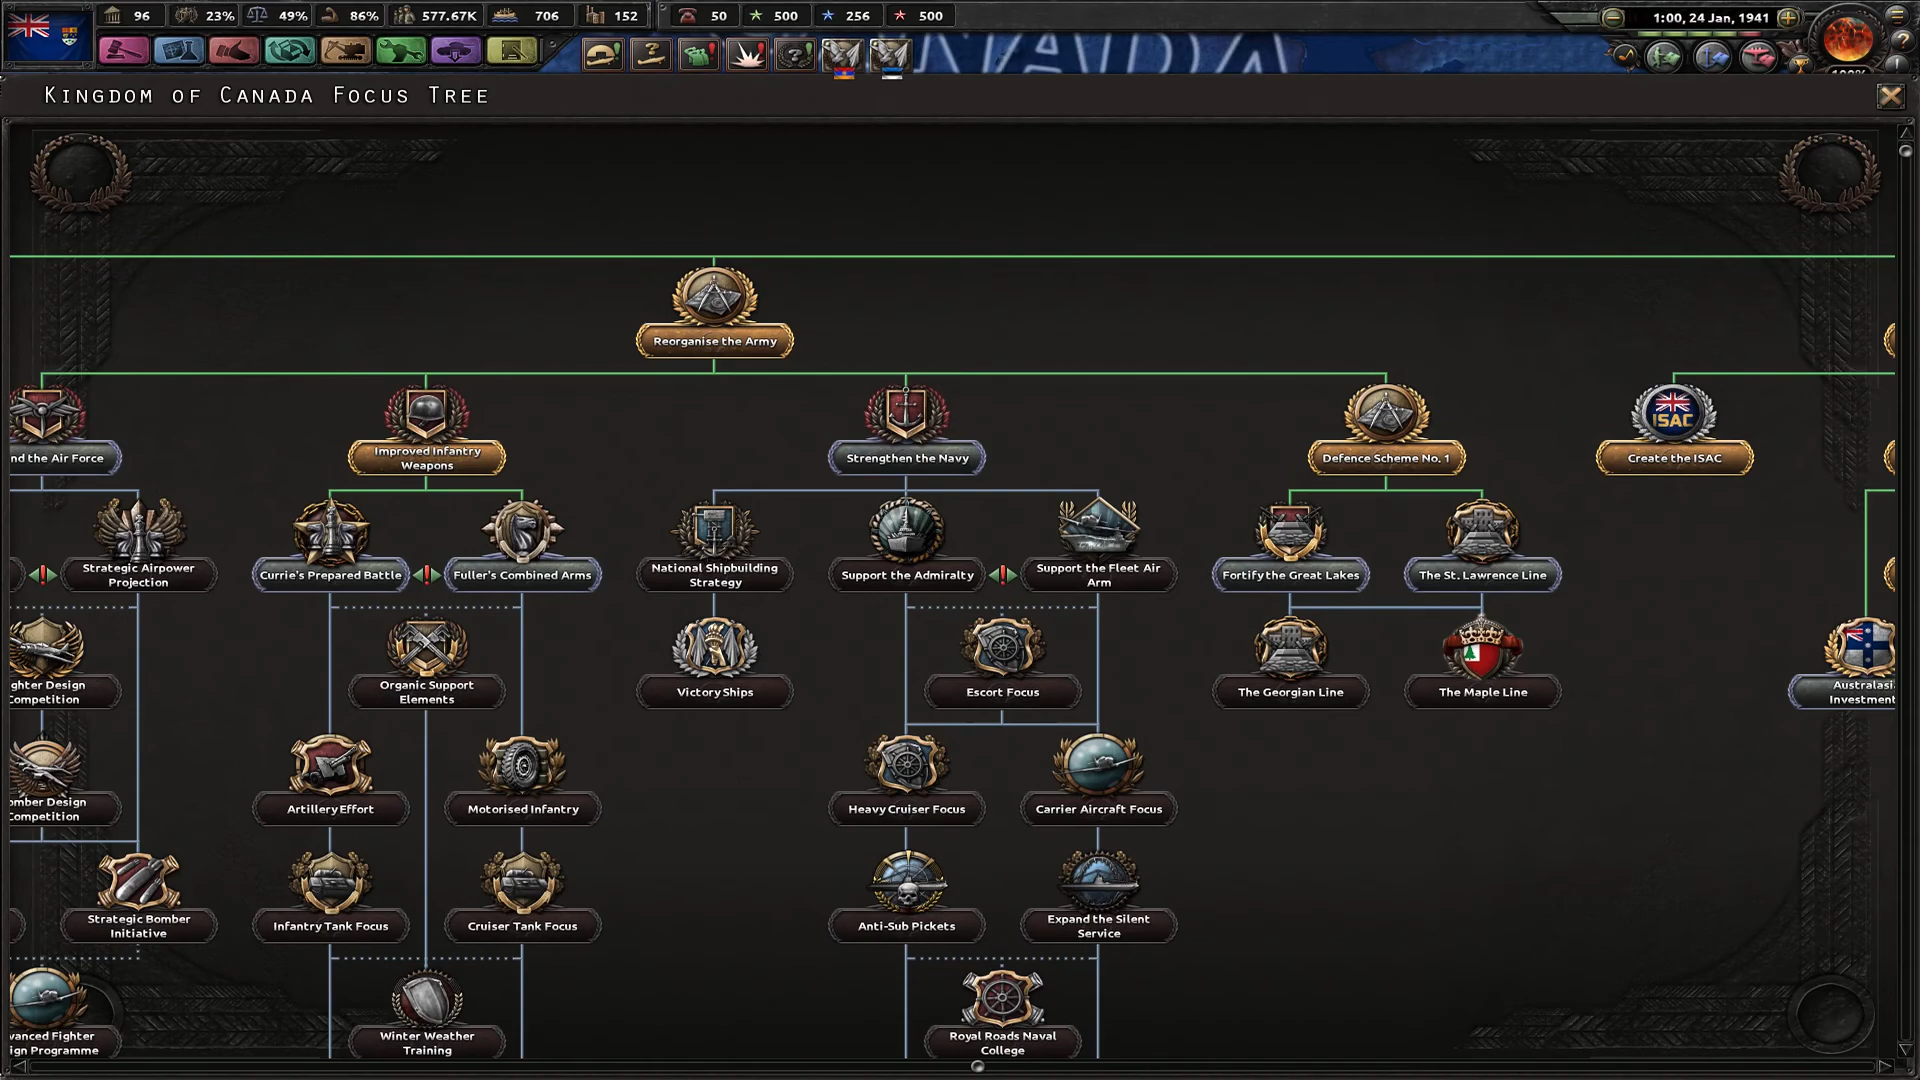 96 23% 49% 86% 577.67K 706 152 50 500 256 500
1:00, 24 Jan, 1941
Kingdom of Canada Focus Tree
Reorganise the Army
nd the Air Force
Improved Infantry
Weapons
Strengthen the Navy
Defence Scheme No. 1
ISAC
Create the ISAC
Strategic Airpower
Projection
Currie's Prepared Battle
Fuller's Combined Arms
National Shipbuilding
Strategy
Support the Admiralty
Support the Fleet Air
Arm
Fortify the Great Lakes
The St. Lawrence Line
ghter Design
Competition
Organic Support
Elements
Victory Ships
Escort Focus
The Georgian Line
The Maple Line
Australasi
Investment
omber Design
Competition
Artillery Effort
Motorised Infantry
Heavy Cruiser Focus
Carrier Aircraft Focus
Strategic Bomber
Initiative
Infantry Tank Focus
Cruiser Tank Focus
Anti-Sub Pickets
Expand the Silent
Service
vanced Fighter
ign Programme
Winter Weather
Training
Royal Roads Naval
College